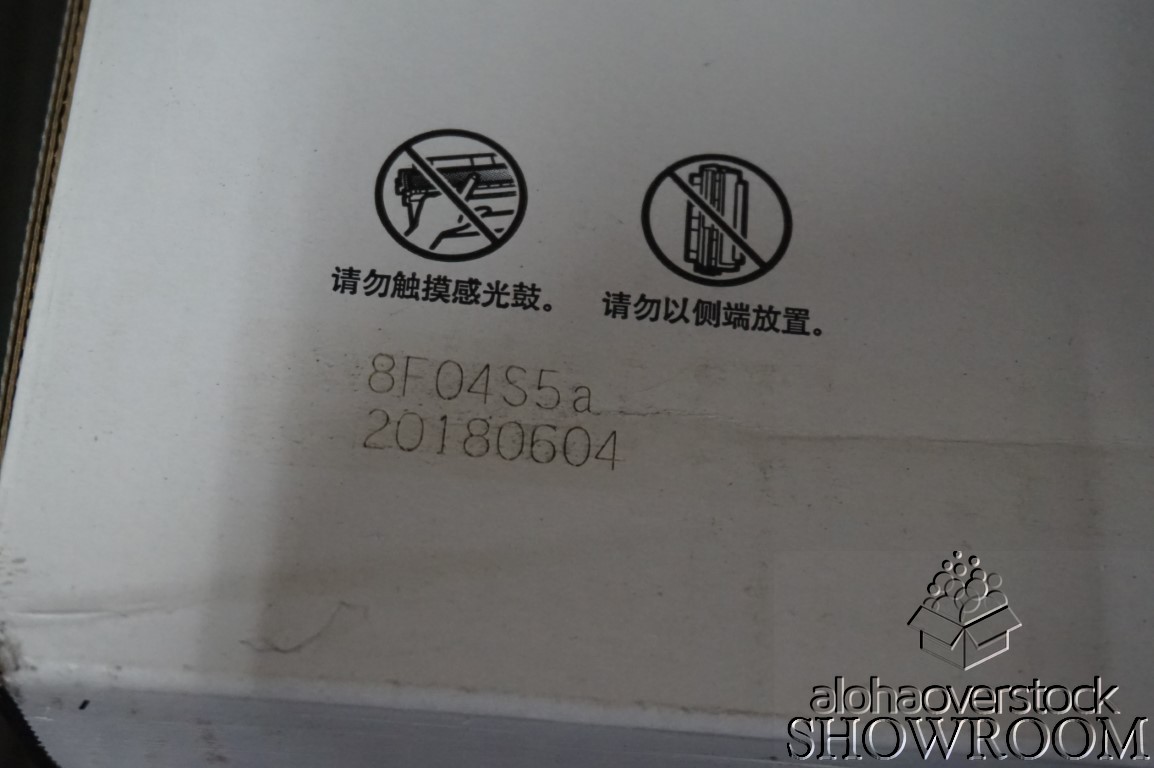 请勿触摸感光鼓。
请勿以侧端放置。
8F04S5a
20180604
alohaoverstock
SHOWROOM